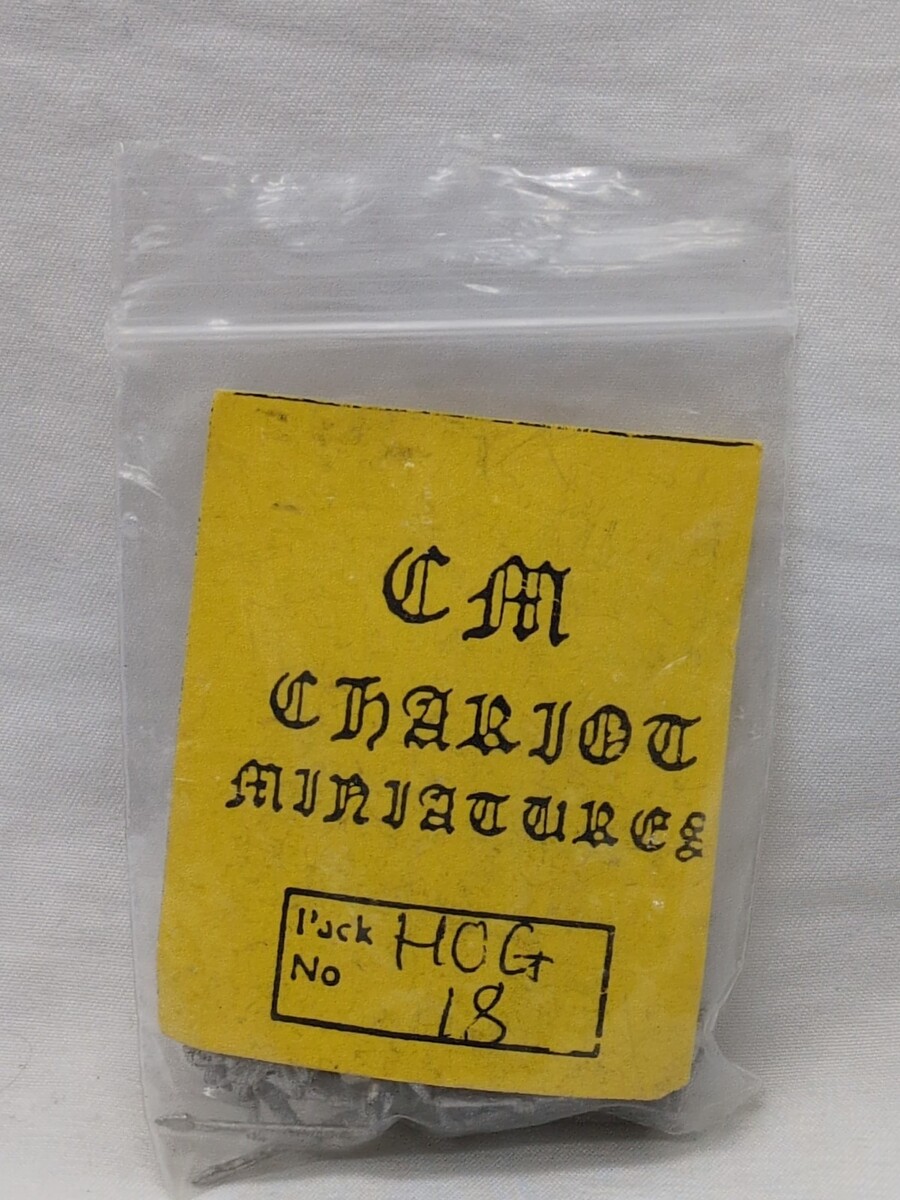 CM
CHARIOT
MINIATURES
Pack HOG
No 18